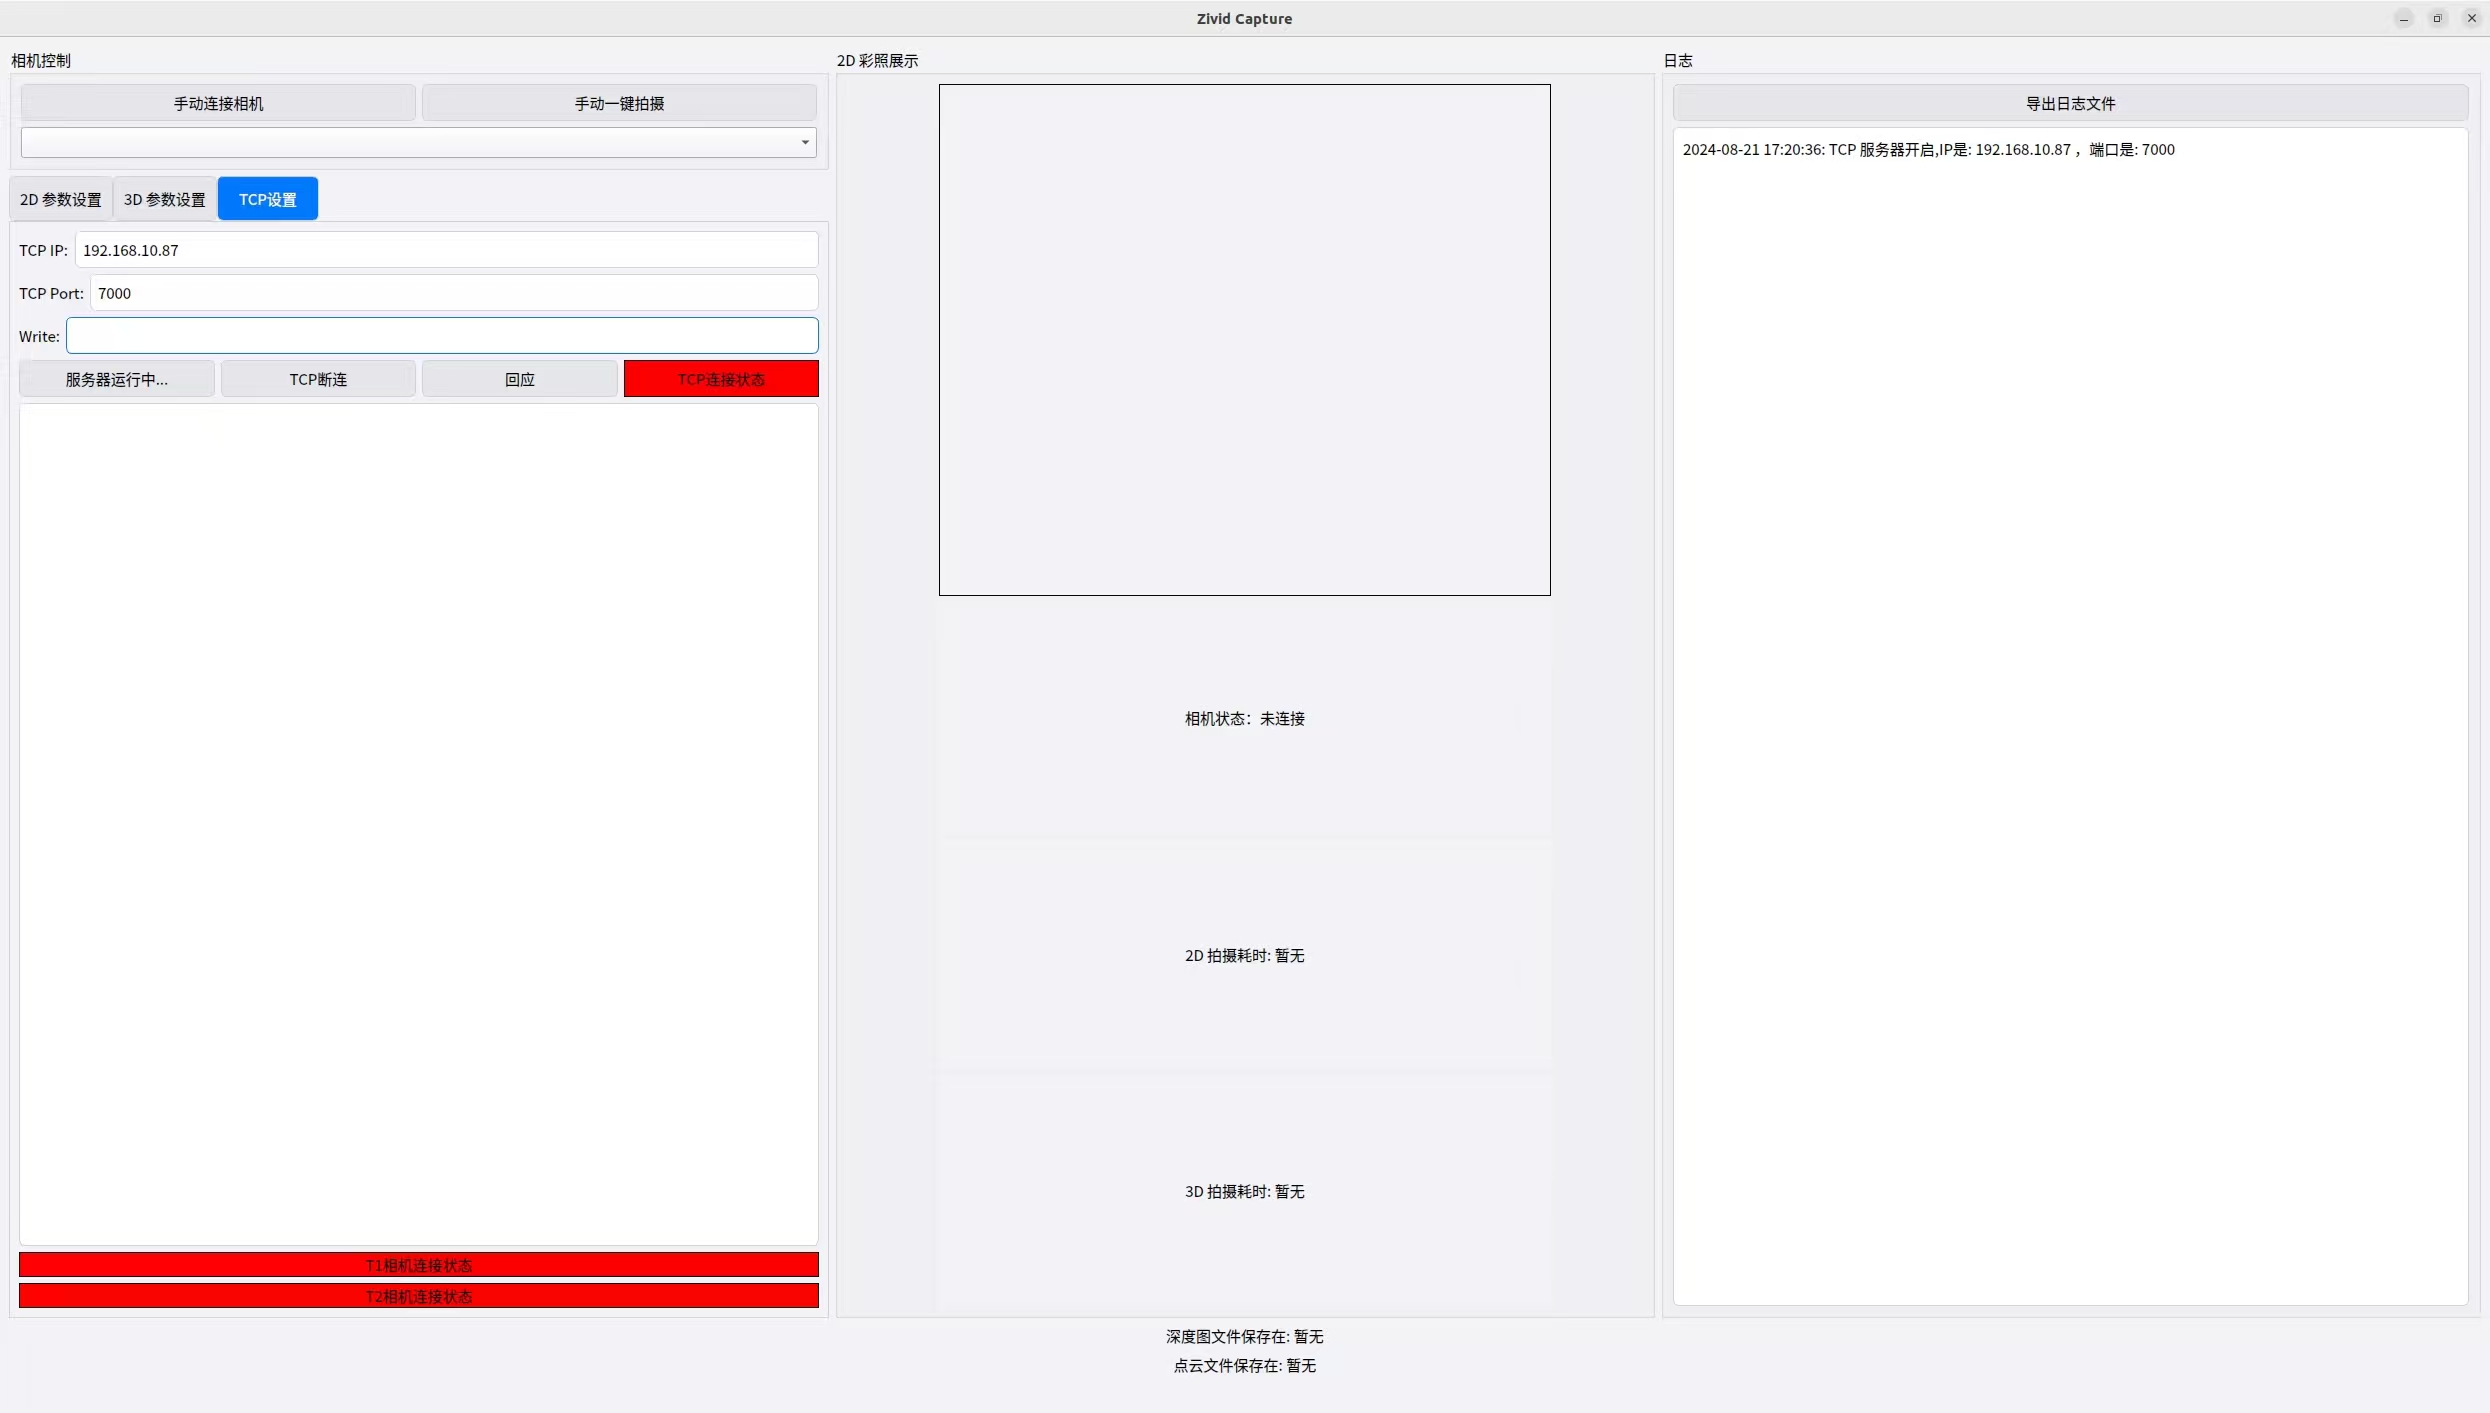 Zivid Capture
相机控制
手动连接相机 手动一键拍摄
2D 参数设置 3D 参数设置 TCP设置
TCP IP: 192.168.10.87
TCP Port: 7000
Write:
服务器运行中... TCP断连 回应 TCP连接状态
T1相机连接状态
T2相机连接状态
2D 彩照展示
相机状态：未连接
2D 拍摄耗时: 暂无
3D 拍摄耗时: 暂无
日志
导出日志文件
2024-08-21 17:20:36: TCP 服务器开启,IP是: 192.168.10.87 ，端口是: 7000
深度图文件保存在: 暂无
点云文件保存在: 暂无